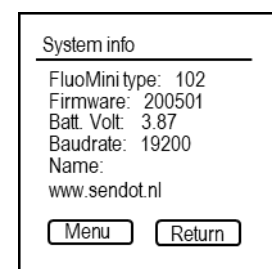 System info
FluoMini type: 102
Firmware: 200501
Batt. Volt: 3.87
Baudrate: 19200
Name:
www.sendot.nl
Menu Return